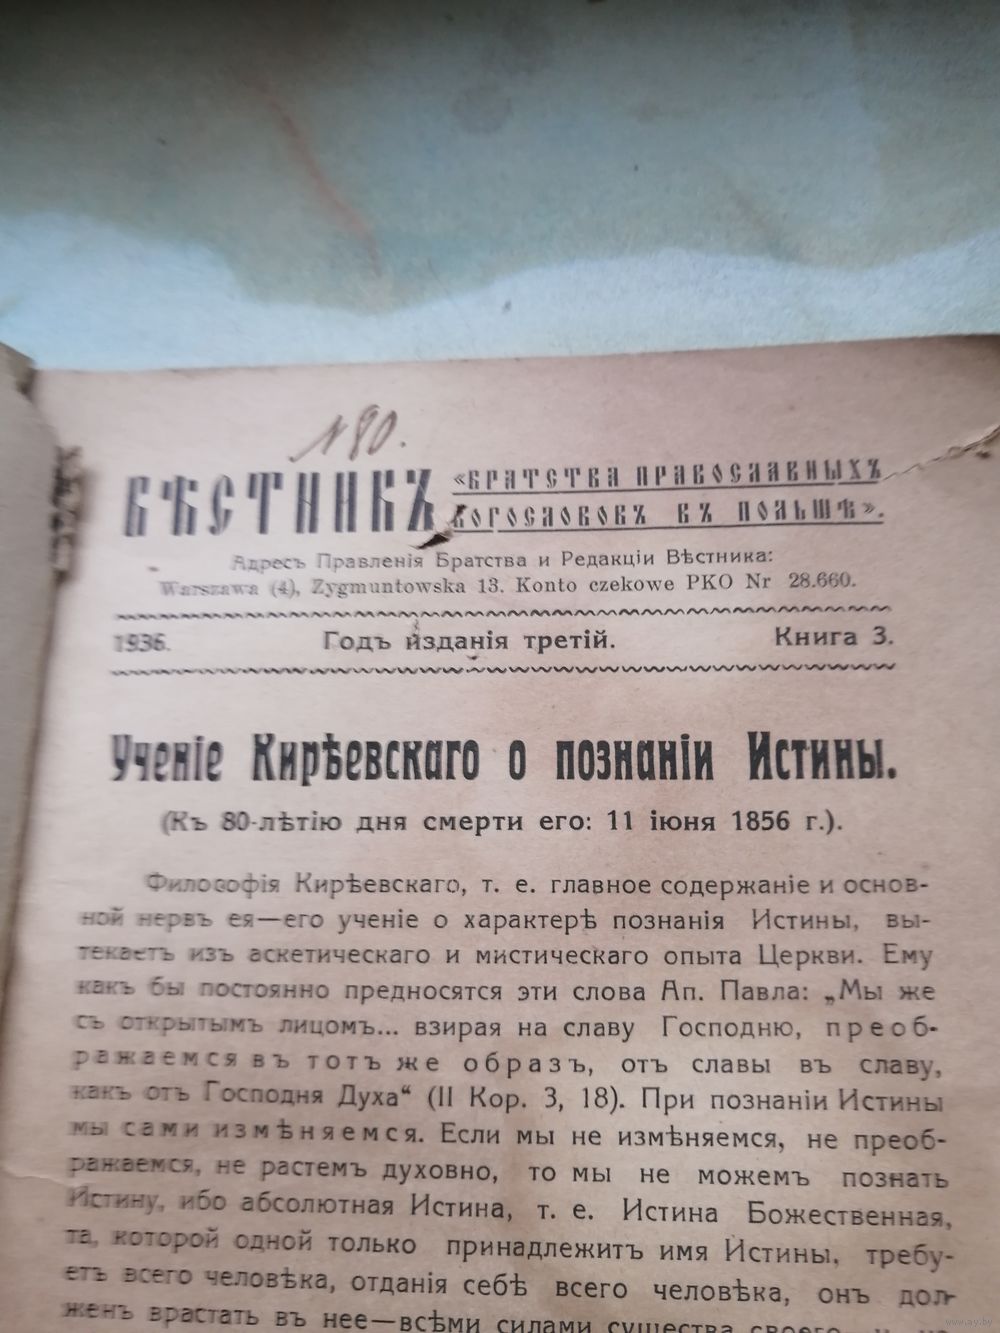 № 80.
ВѢСТНИКЪ «БРАТСТВА ПРАВОСЛАВНЫХЪ
БОГОСЛОВОВЪ ВЪ ПОЛЬШѢ».
Адресъ Правленія Братства и Редакціи Вѣстника:
Warszawa (4), Zygmuntowska 13. Konto czekowe PKO Nr 28.660.
1936. Годъ изданія третій. Книга 3.
Ученіе Кирѣевскаго о познаніи Истины.
(Къ 80-лѣтію дня смерти его: 11 іюня 1856 г.).
Философія Кирѣевскаго, т. е. главное содержаніе и основ-
ной нервъ ея—его ученіе о характерѣ познанія Истины, вы-
текаетъ изъ аскетическаго и мистическаго опыта Церкви. Ему
какъ бы постоянно предносятся эти слова Ап. Павла: „Мы же
съ открытымъ лицомъ... взирая на славу Господню, преоб-
ражаемся въ тотъ же образъ, отъ славы въ славу,
какъ отъ Господня Духа“ (II Кор. 3, 18). При познаніи Истины
мы сами измѣняемся. Если мы не измѣняемся, не преоб-
ражаемся, не растемъ духовно, то мы не можемъ познать
Истину, ибо абсолютная Истина, т. е. Истина Божественная,
та, которой одной только принадлежитъ имя Истины, требу-
етъ всего человѣка, отданія себѣ всего человѣка, онъ дол-
женъ врастать въ нее—всѣми силами существа своего,
www.ay.by